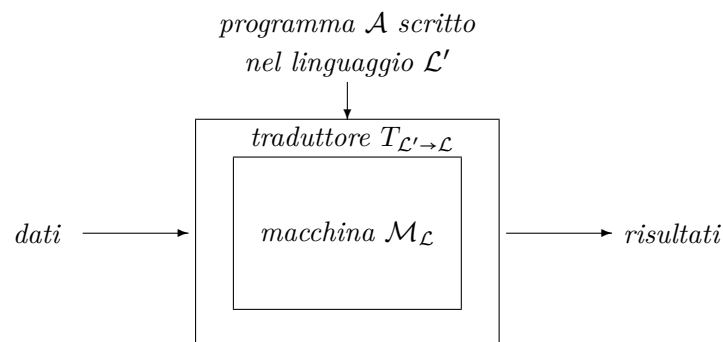 programma 𝒜 scritto
nel linguaggio ℒ′
traduttore T_{ℒ′→ℒ}
dati
macchina ℳ_ℒ
risultati